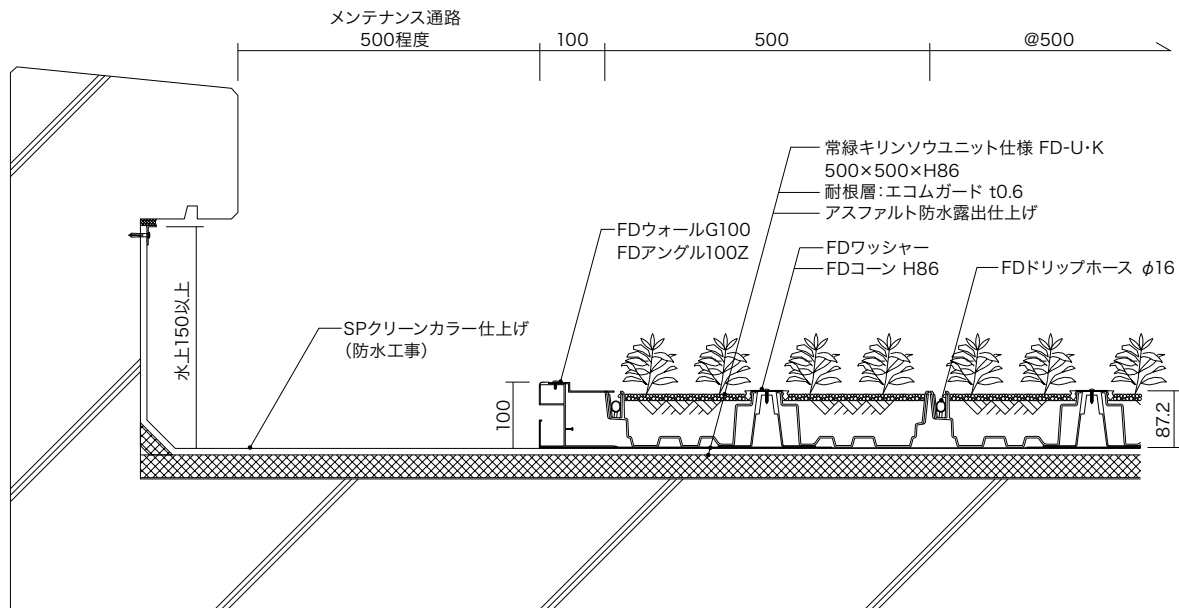 メンテナンス通路
500程度
100
500
@500
常緑キリンソウユニット仕様 FD-U・K
500×500×H86
耐根層：エコムガード t0.6
アスファルト防水露出仕上げ
FDウォールG100
FDアングル100Z
FDワッシャー
FDコーン H86
FDドリップホース φ16
水上150以上
SPクリーンカラー仕上げ
（防水工事）
100
87.2